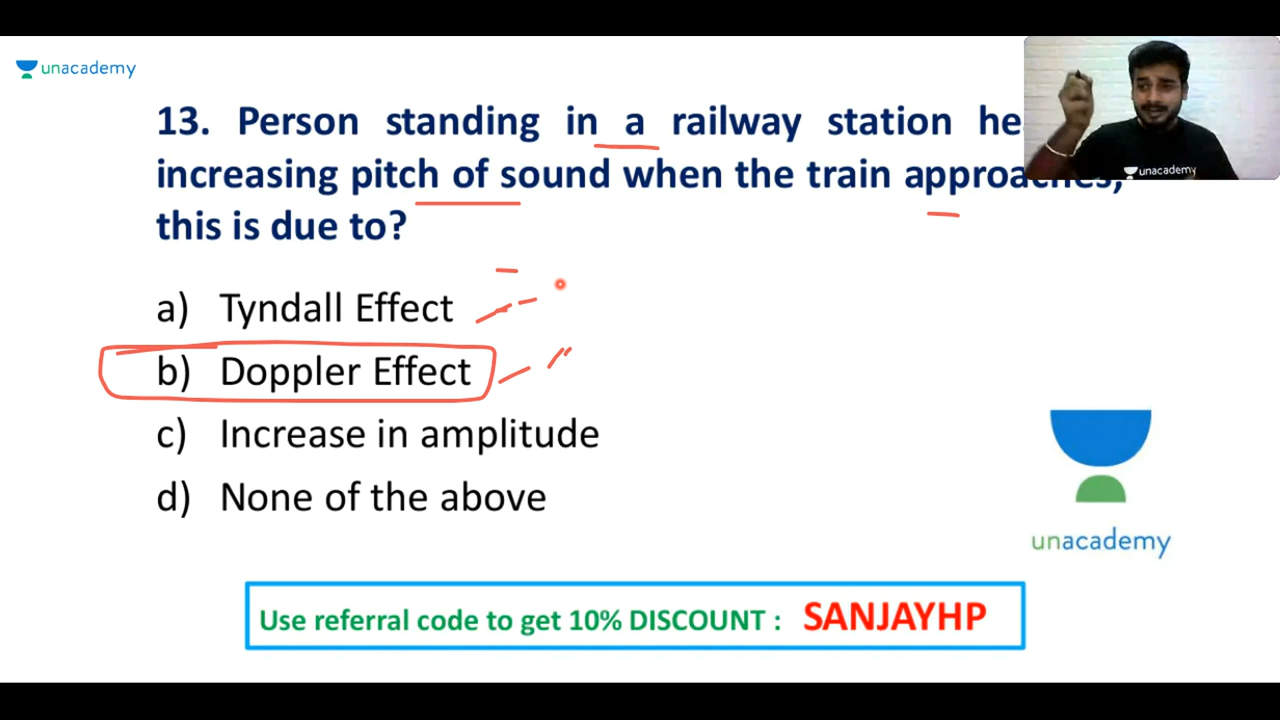 unacademy
13. Person standing in a railway station
increasing pitch of sound when the train
this is due to?
a) Tyndall Effect
b) Doppler Effect
c) Increase in amplitude
d) None of the above
unacademy
unacademy
Use referral code to get 10% DISCOUNT : SANJAYHP